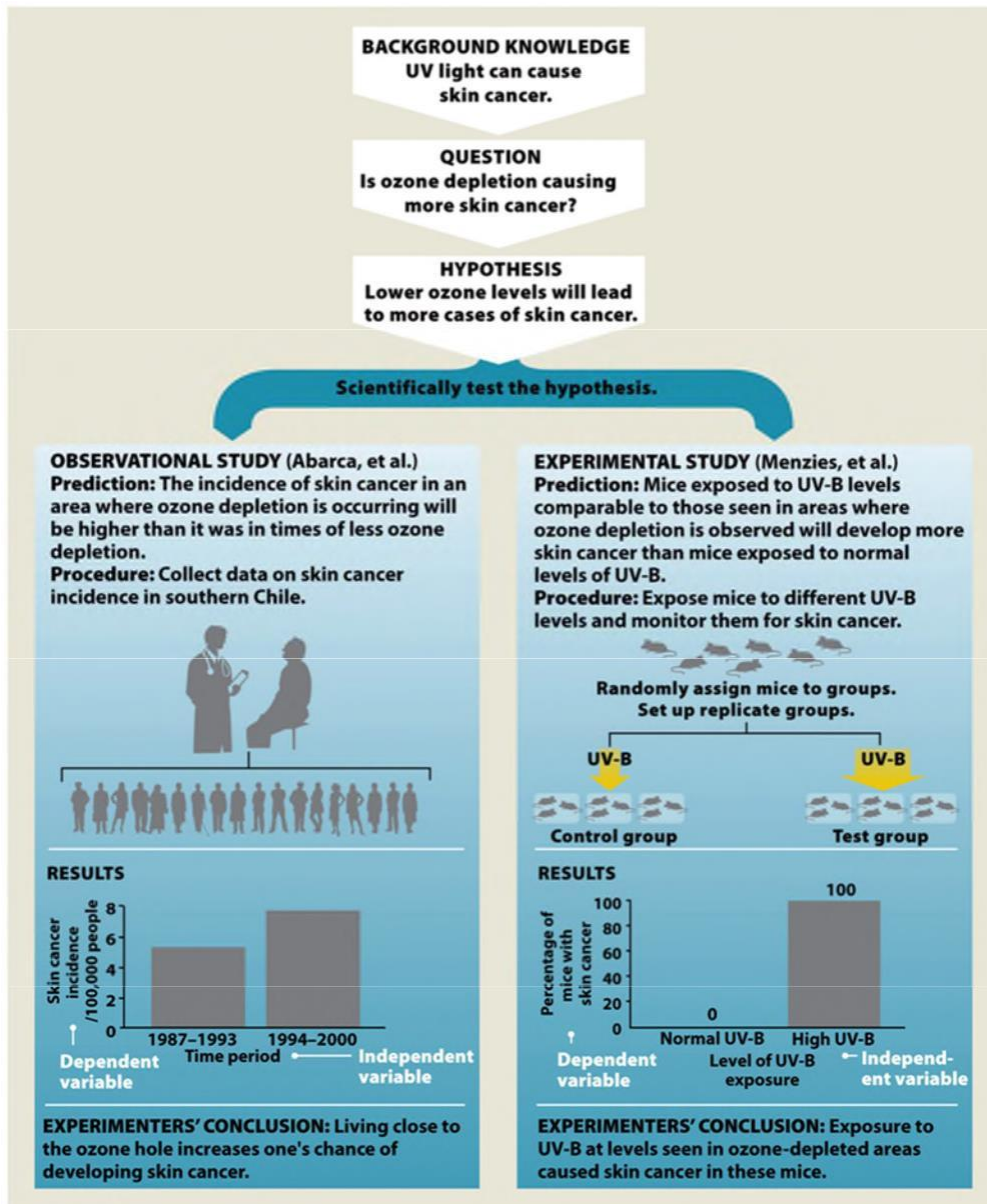 BACKGROUND KNOWLEDGE
UV light can cause
skin cancer.
QUESTION
Is ozone depletion causing
more skin cancer?
HYPOTHESIS
Lower ozone levels will lead
to more cases of skin cancer.
Scientifically test the hypothesis.
OBSERVATIONAL STUDY (Abarca, et al.)
Prediction: The incidence of skin cancer in an
area where ozone depletion is occurring will
be higher than it was in times of less ozone
depletion.
Procedure: Collect data on skin cancer
incidence in southern Chile.
RESULTS
Skin cancer
incidence
/100,000 people
8
6
4
2
0
1987–1993
1994–2000
Time period
Dependent
variable
Independent
variable
EXPERIMENTERS' CONCLUSION: Living close to
the ozone hole increases one's chance of
developing skin cancer.
EXPERIMENTAL STUDY (Menzies, et al.)
Prediction: Mice exposed to UV-B levels
comparable to those seen in areas where
ozone depletion is observed will develop more
skin cancer than mice exposed to normal
levels of UV-B.
Procedure: Expose mice to different UV-B
levels and monitor them for skin cancer.
Randomly assign mice to groups.
Set up replicate groups.
UV-B
UV-B
Control group
Test group
RESULTS
Percentage of
mice with
skin cancer
100
80
60
40
20
0
0
100
Normal UV-B
High UV-B
Level of UV-B
exposure
Dependent
variable
Independ-
ent variable
EXPERIMENTERS' CONCLUSION: Exposure to
UV-B at levels seen in ozone-depleted areas
caused skin cancer in these mice.